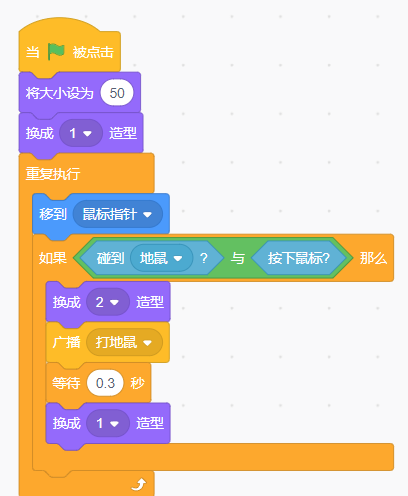 当 被点击
将大小设为 50
换成 1 造型
重复执行
移到 鼠标指针
如果 碰到 地鼠 ? 与 按下鼠标? 那么
换成 2 造型
广播 打地鼠
等待 0.3 秒
换成 1 造型